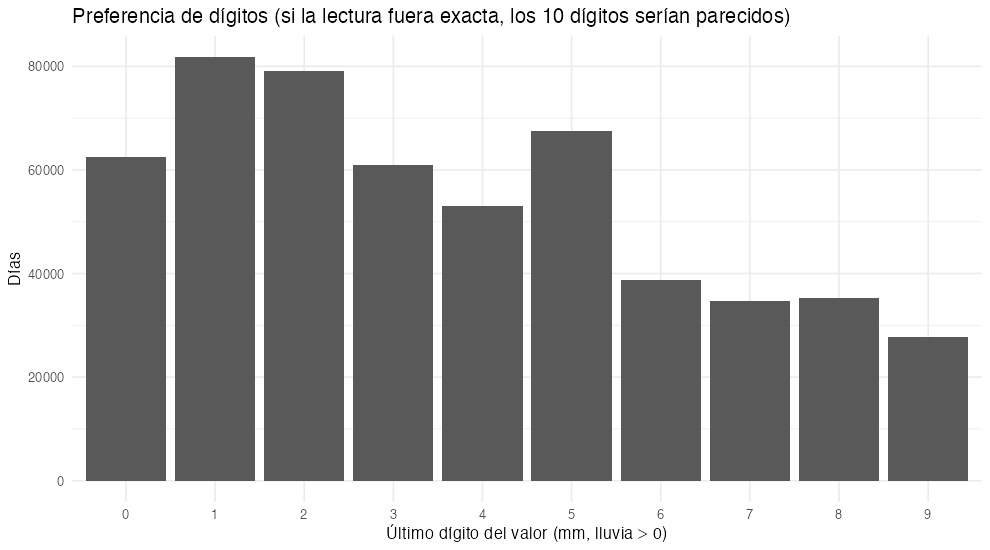 Preferencia de dígitos (si la lectura fuera exacta, los 10 dígitos serían parecidos)
80000
60000
40000
20000
0
Días
0 1 2 3 4 5 6 7 8 9
Último dígito del valor (mm, lluvia > 0)